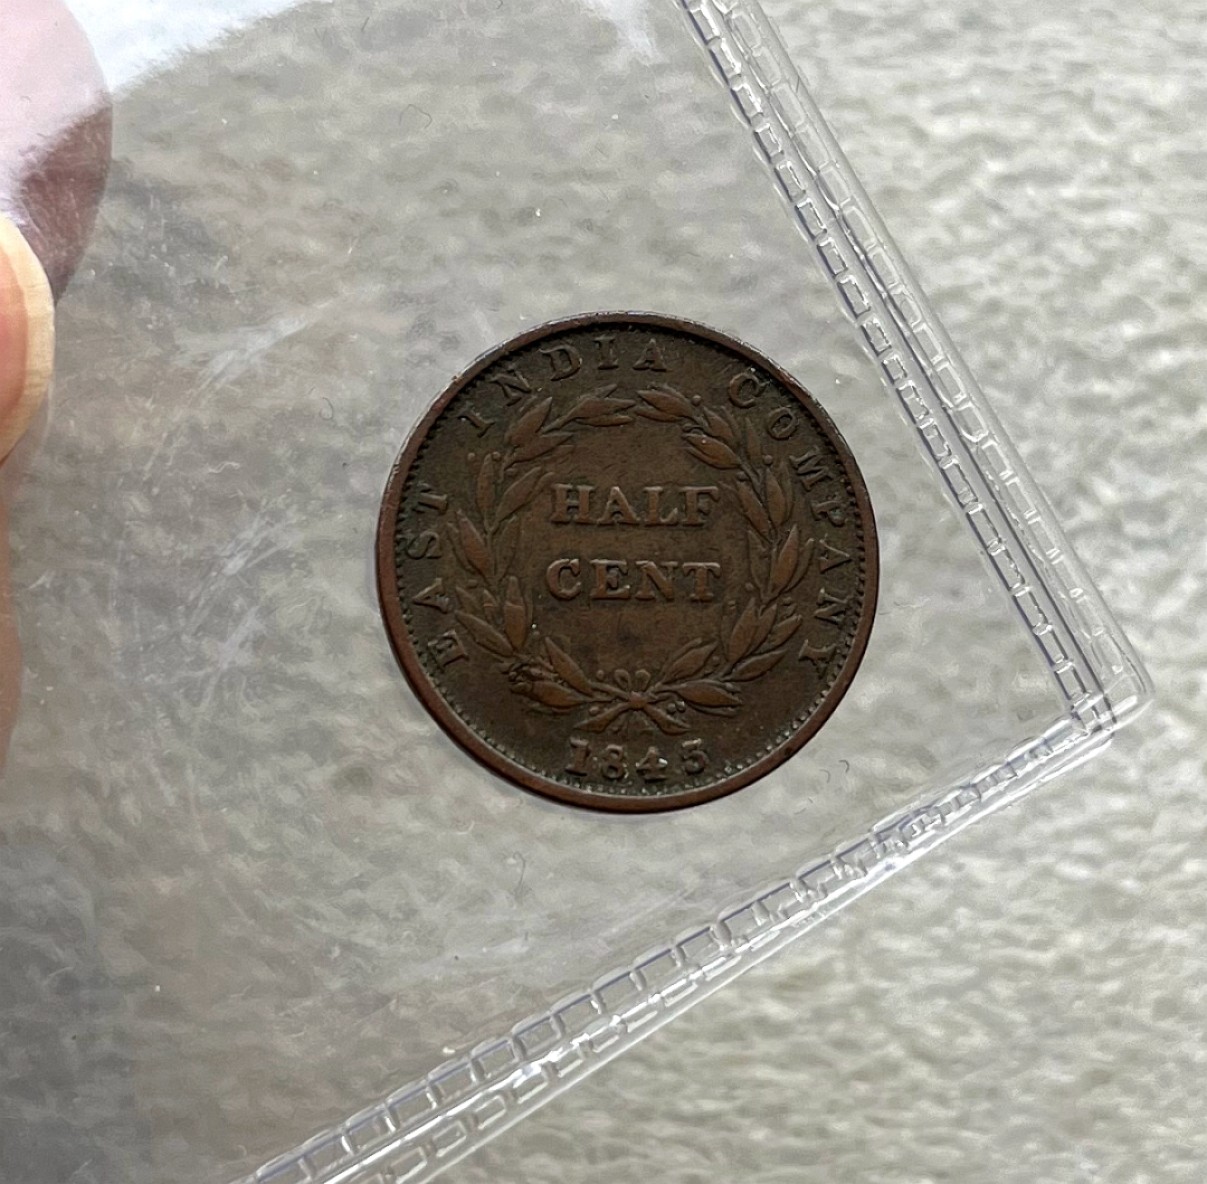 EAST INDIA COMPANY
HALF
CENT
1845